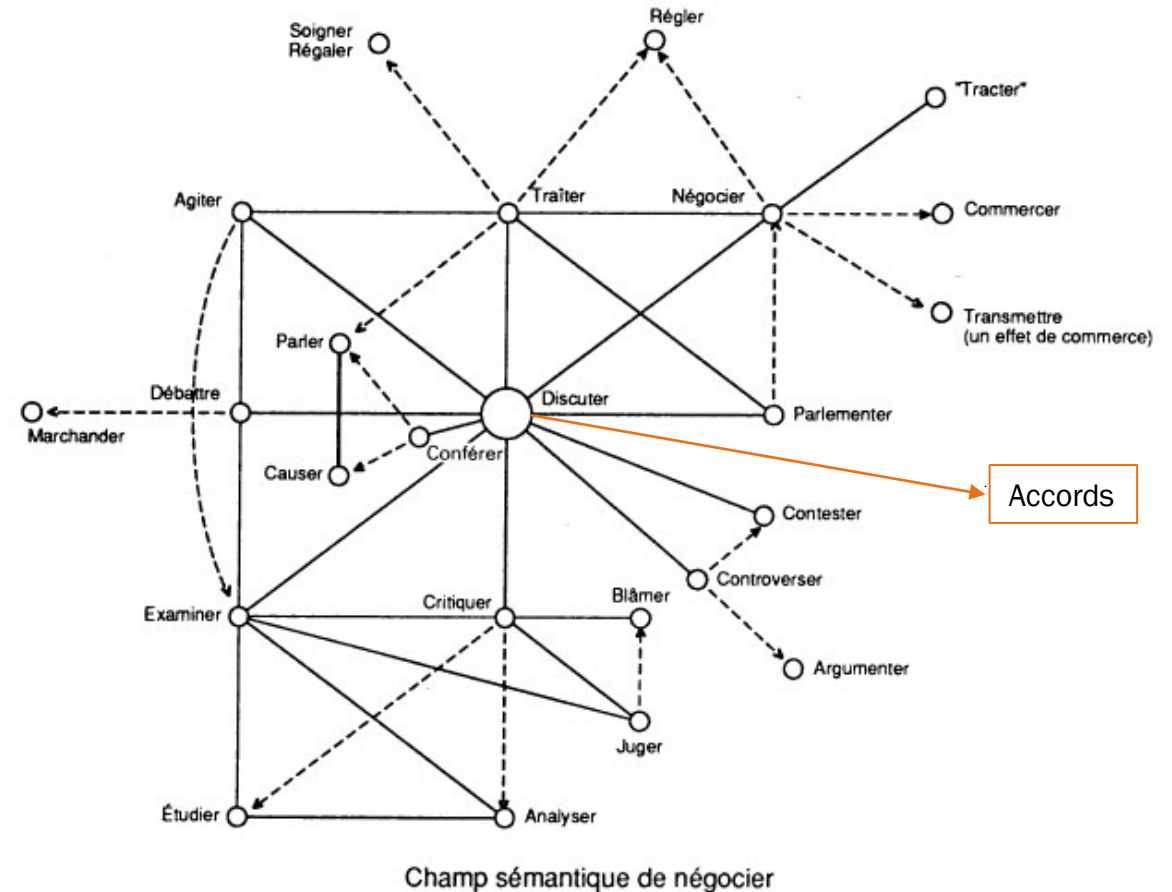 Soigner
Régaler
Régler
"Tracter"
Agiter
Traîter
Négocier
Commercer
Transmettre
(un effet de commerce)
Parler
Débattre
Discuter
Parlementer
Marchander
Conférer
Causer
Accords
Contester
Controverser
Examiner
Critiquer
Blâmer
Argumenter
Juger
Étudier
Analyser
Champ sémantique de négocier